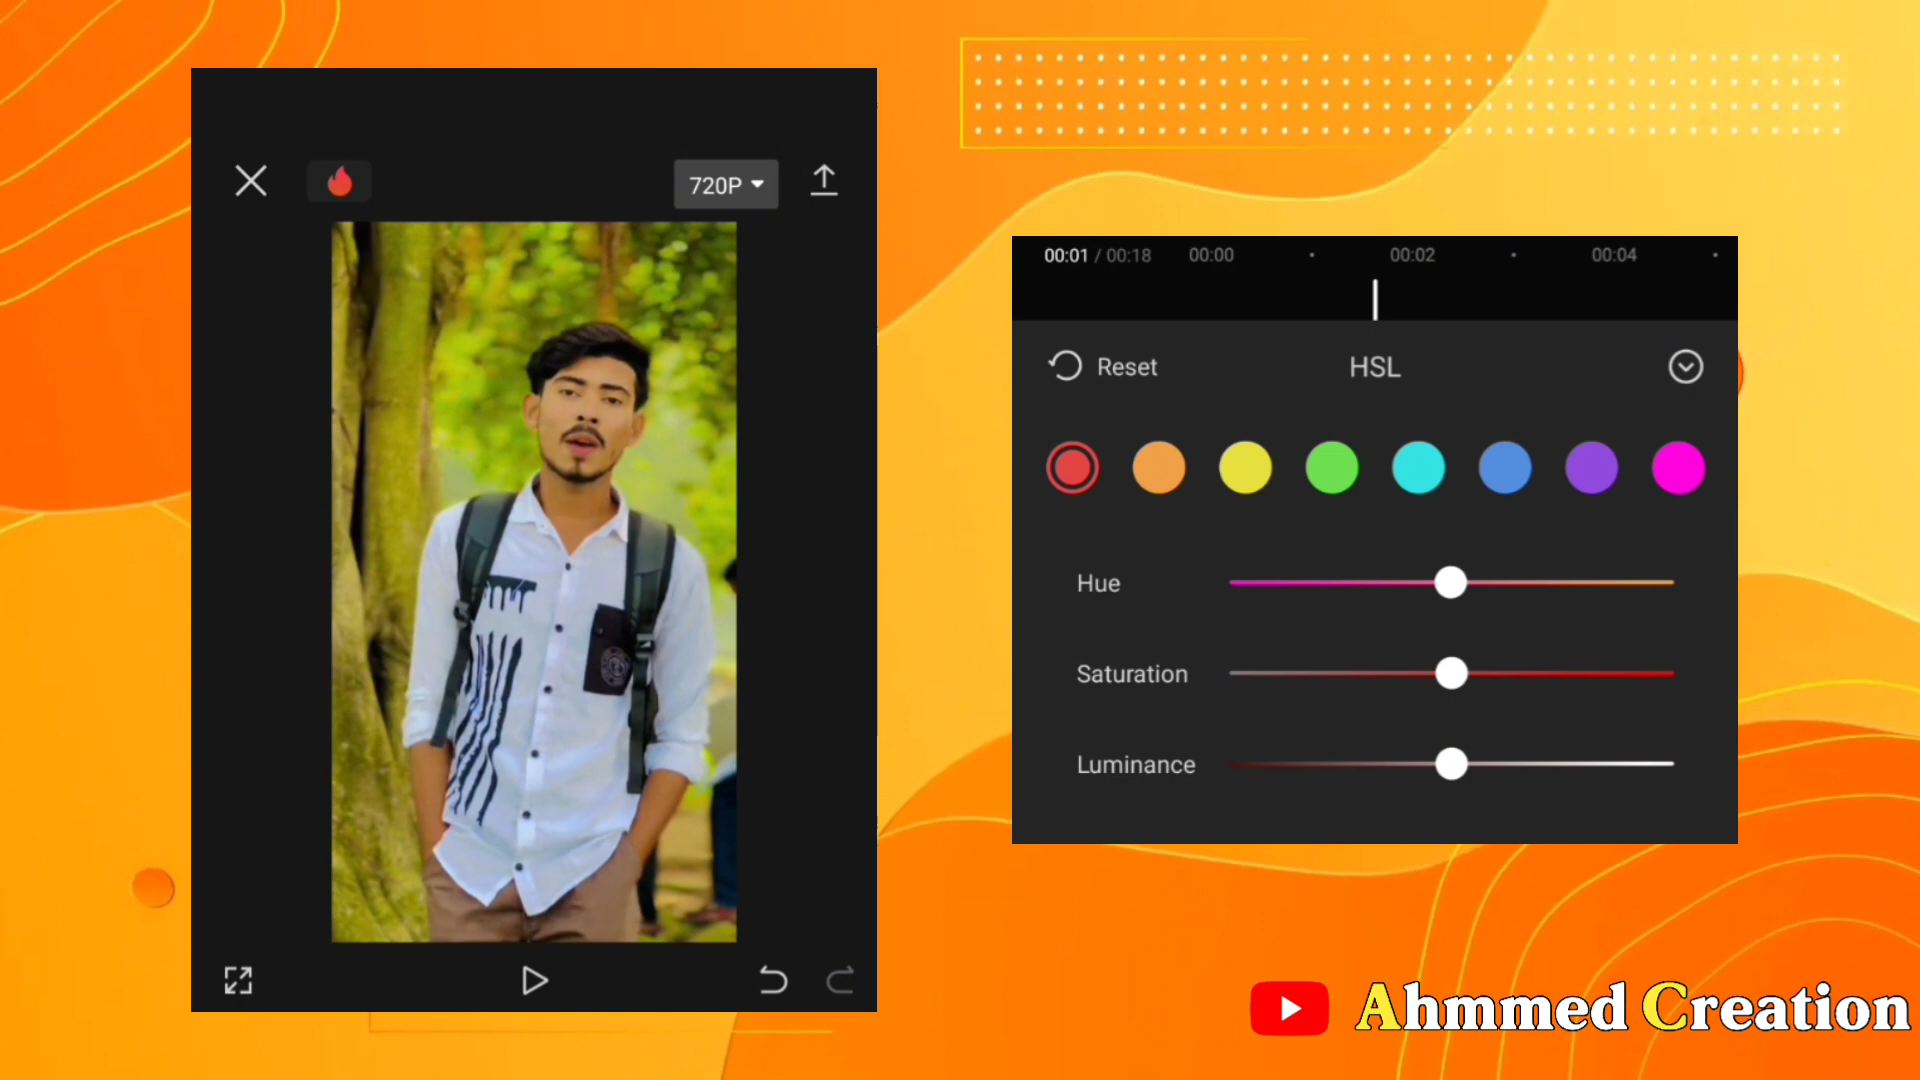 720P
00:01 / 00:18 00:00 00:02 00:04
Reset HSL
Hue
Saturation
Luminance
Ahmmed Creation